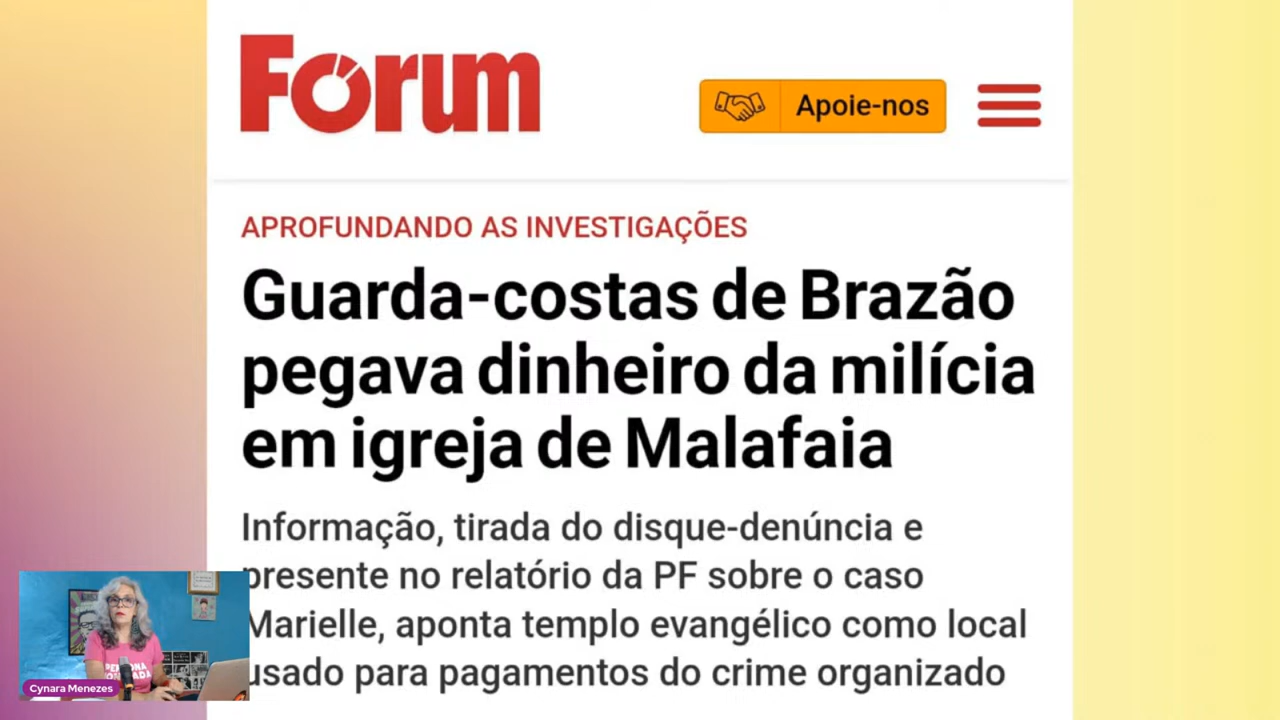 Forum
Apoie-nos
APROFUNDANDO AS INVESTIGAÇÕES
Guarda-costas de Brazão
pegava dinheiro da milícia
em igreja de Malafaia
Informação, tirada do disque-denúncia e
presente no relatório da PF sobre o caso
Marielle, aponta templo evangélico como local
usado para pagamentos do crime organizado
Cynara Menezes